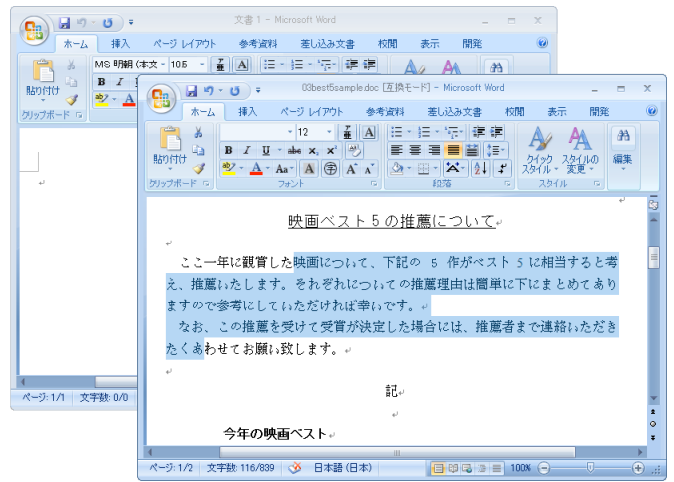 文書 1 - Microsoft Word
ホーム 挿入 ページ レイアウト 参考資料 差し込み文書 校閲 表示 開発
貼り付け
MS 明朝 (本文 10.5
B I
クリップボード
03best5sample.doc [互換モード] - Microsoft Word
ホーム 挿入 ページ レイアウト 参考資料 差し込み文書 校閲 表示 開発
12
貼り付け
B I U abc x₂ x²
Aa
クイック スタイル
スタイルの 変更
編集
クリップボード フォント 段落 スタイル
映画ベスト5の推薦について
ここ一年に観賞した映画について、下記の 5 作がベスト5に相当すると考
え、推薦いたします。それぞれについての推薦理由は簡単に下にまとめてあり
ますので参考にしていただければ幸いです。
なお、この推薦を受けて受賞が決定した場合には、推薦者まで連絡いただき
たくあわせてお願い致します。
記
今年の映画ベスト
ページ: 1/1 文字数: 0/0
ページ: 1/2 文字数: 116/839 日本語 (日本) 100%